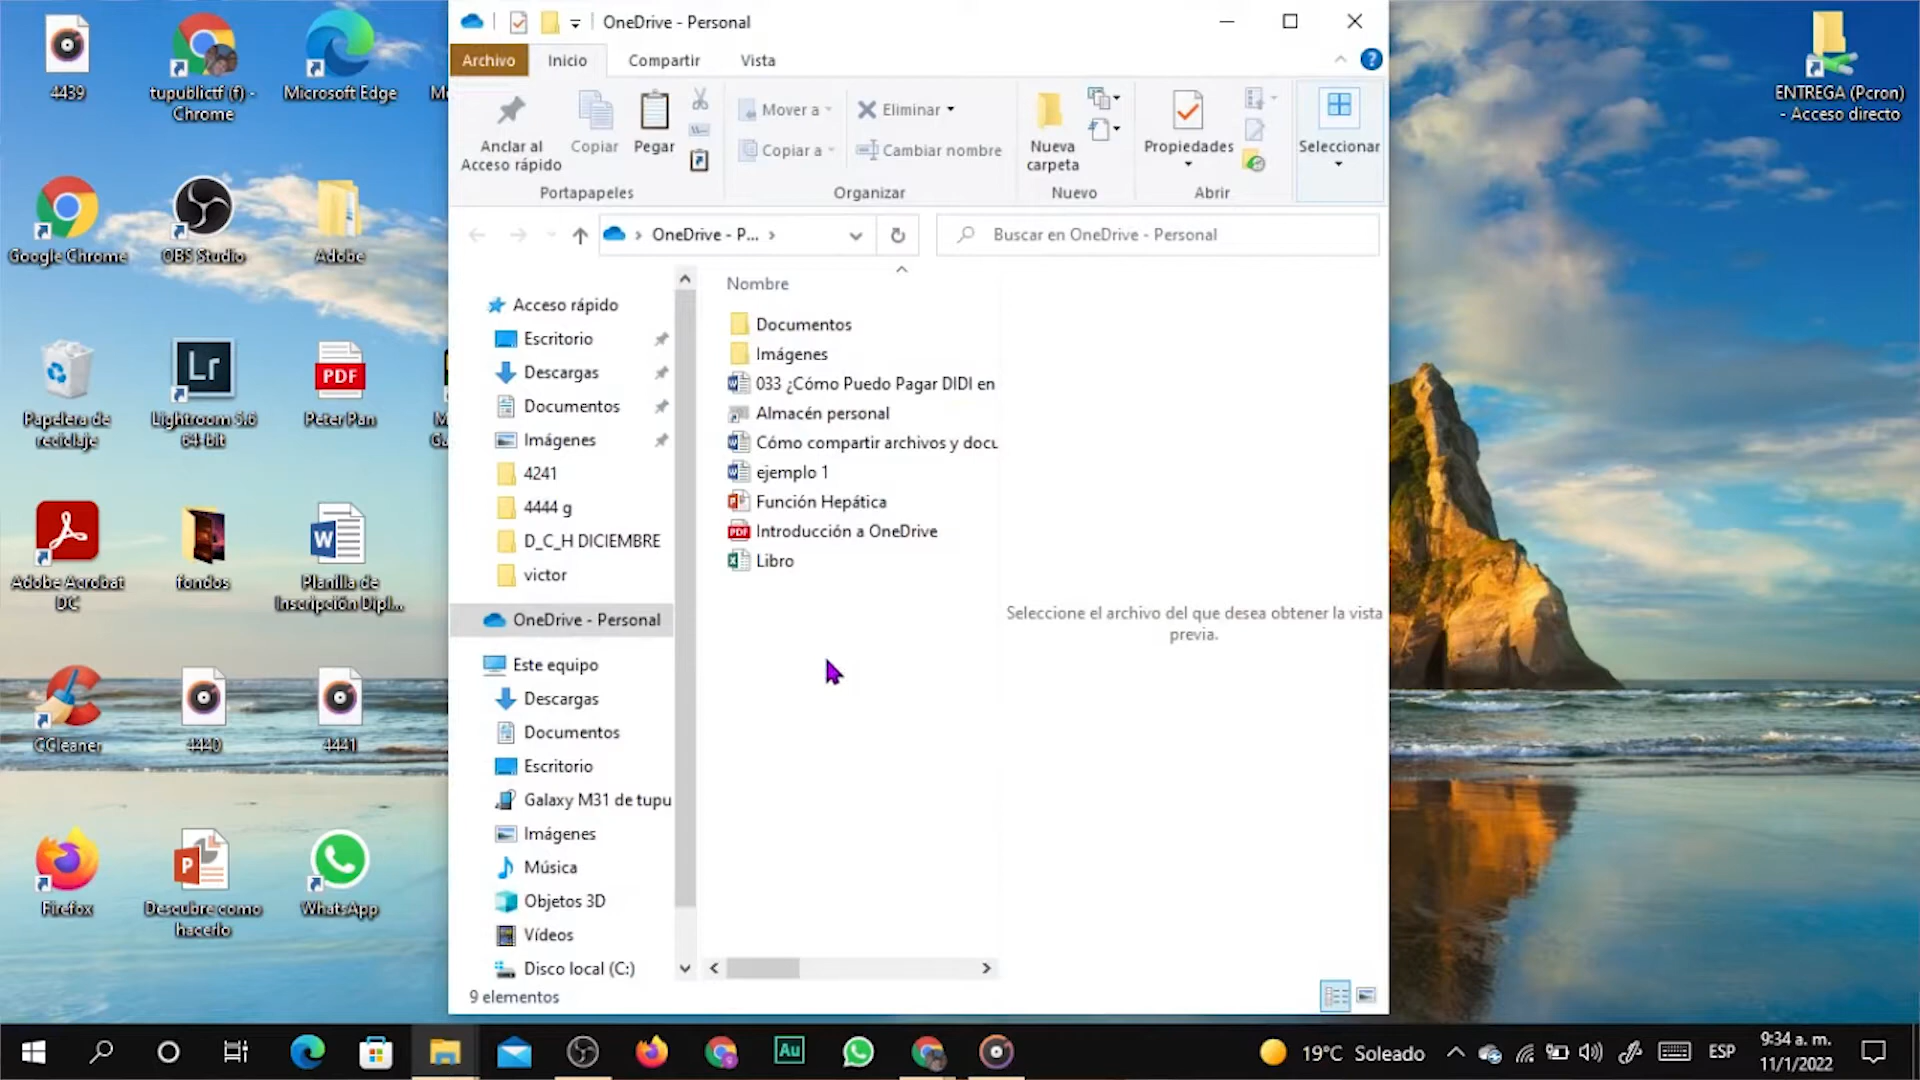 OneDrive - Personal
Archivo
Inicio
Compartir
Vista
Anclar al
Acceso rápido
Copiar
Pegar
Mover a
Copiar a
Eliminar
Cambiar nombre
Nueva
carpeta
Propiedades
Seleccionar
Portapapeles
Organizar
Nuevo
Abrir
OneDrive - P...
Buscar en OneDrive - Personal
Acceso rápido
Escritorio
Descargas
Documentos
Imágenes
4241
4444 g
D_C_H DICIEMBRE
victor
OneDrive - Personal
Este equipo
Descargas
Documentos
Escritorio
Galaxy M31 de tupu
Imágenes
Música
Objetos 3D
Vídeos
Disco local (C:)
9 elementos
Nombre
Documentos
Imágenes
033 ¿Cómo Puedo Pagar DIDI en
Almacén personal
Cómo compartir archivos y docu
ejemplo 1
Función Hepática
PDF
Introducción a OneDrive
Libro
Seleccione el archivo del que desea obtener la vista
previa.
4439
tupublictf (f) -
Chrome
Microsoft Edge
Google Chrome
OBS Studio
Adobe
Papelera de
reciclaje
Lr
Lightroom 5.6
64-bit
PDF
Peter Pan
Adobe Acrobat
DC
fondos
Planilla de
Inscripción Dipl...
CCleaner
4440
4441
Firefox
Descubre como
hacerlo
WhatsApp
ENTREGA (Pcron)
- Acceso directo
Au
19°C Soleado
ESP
9:34 a. m.
11/1/2022